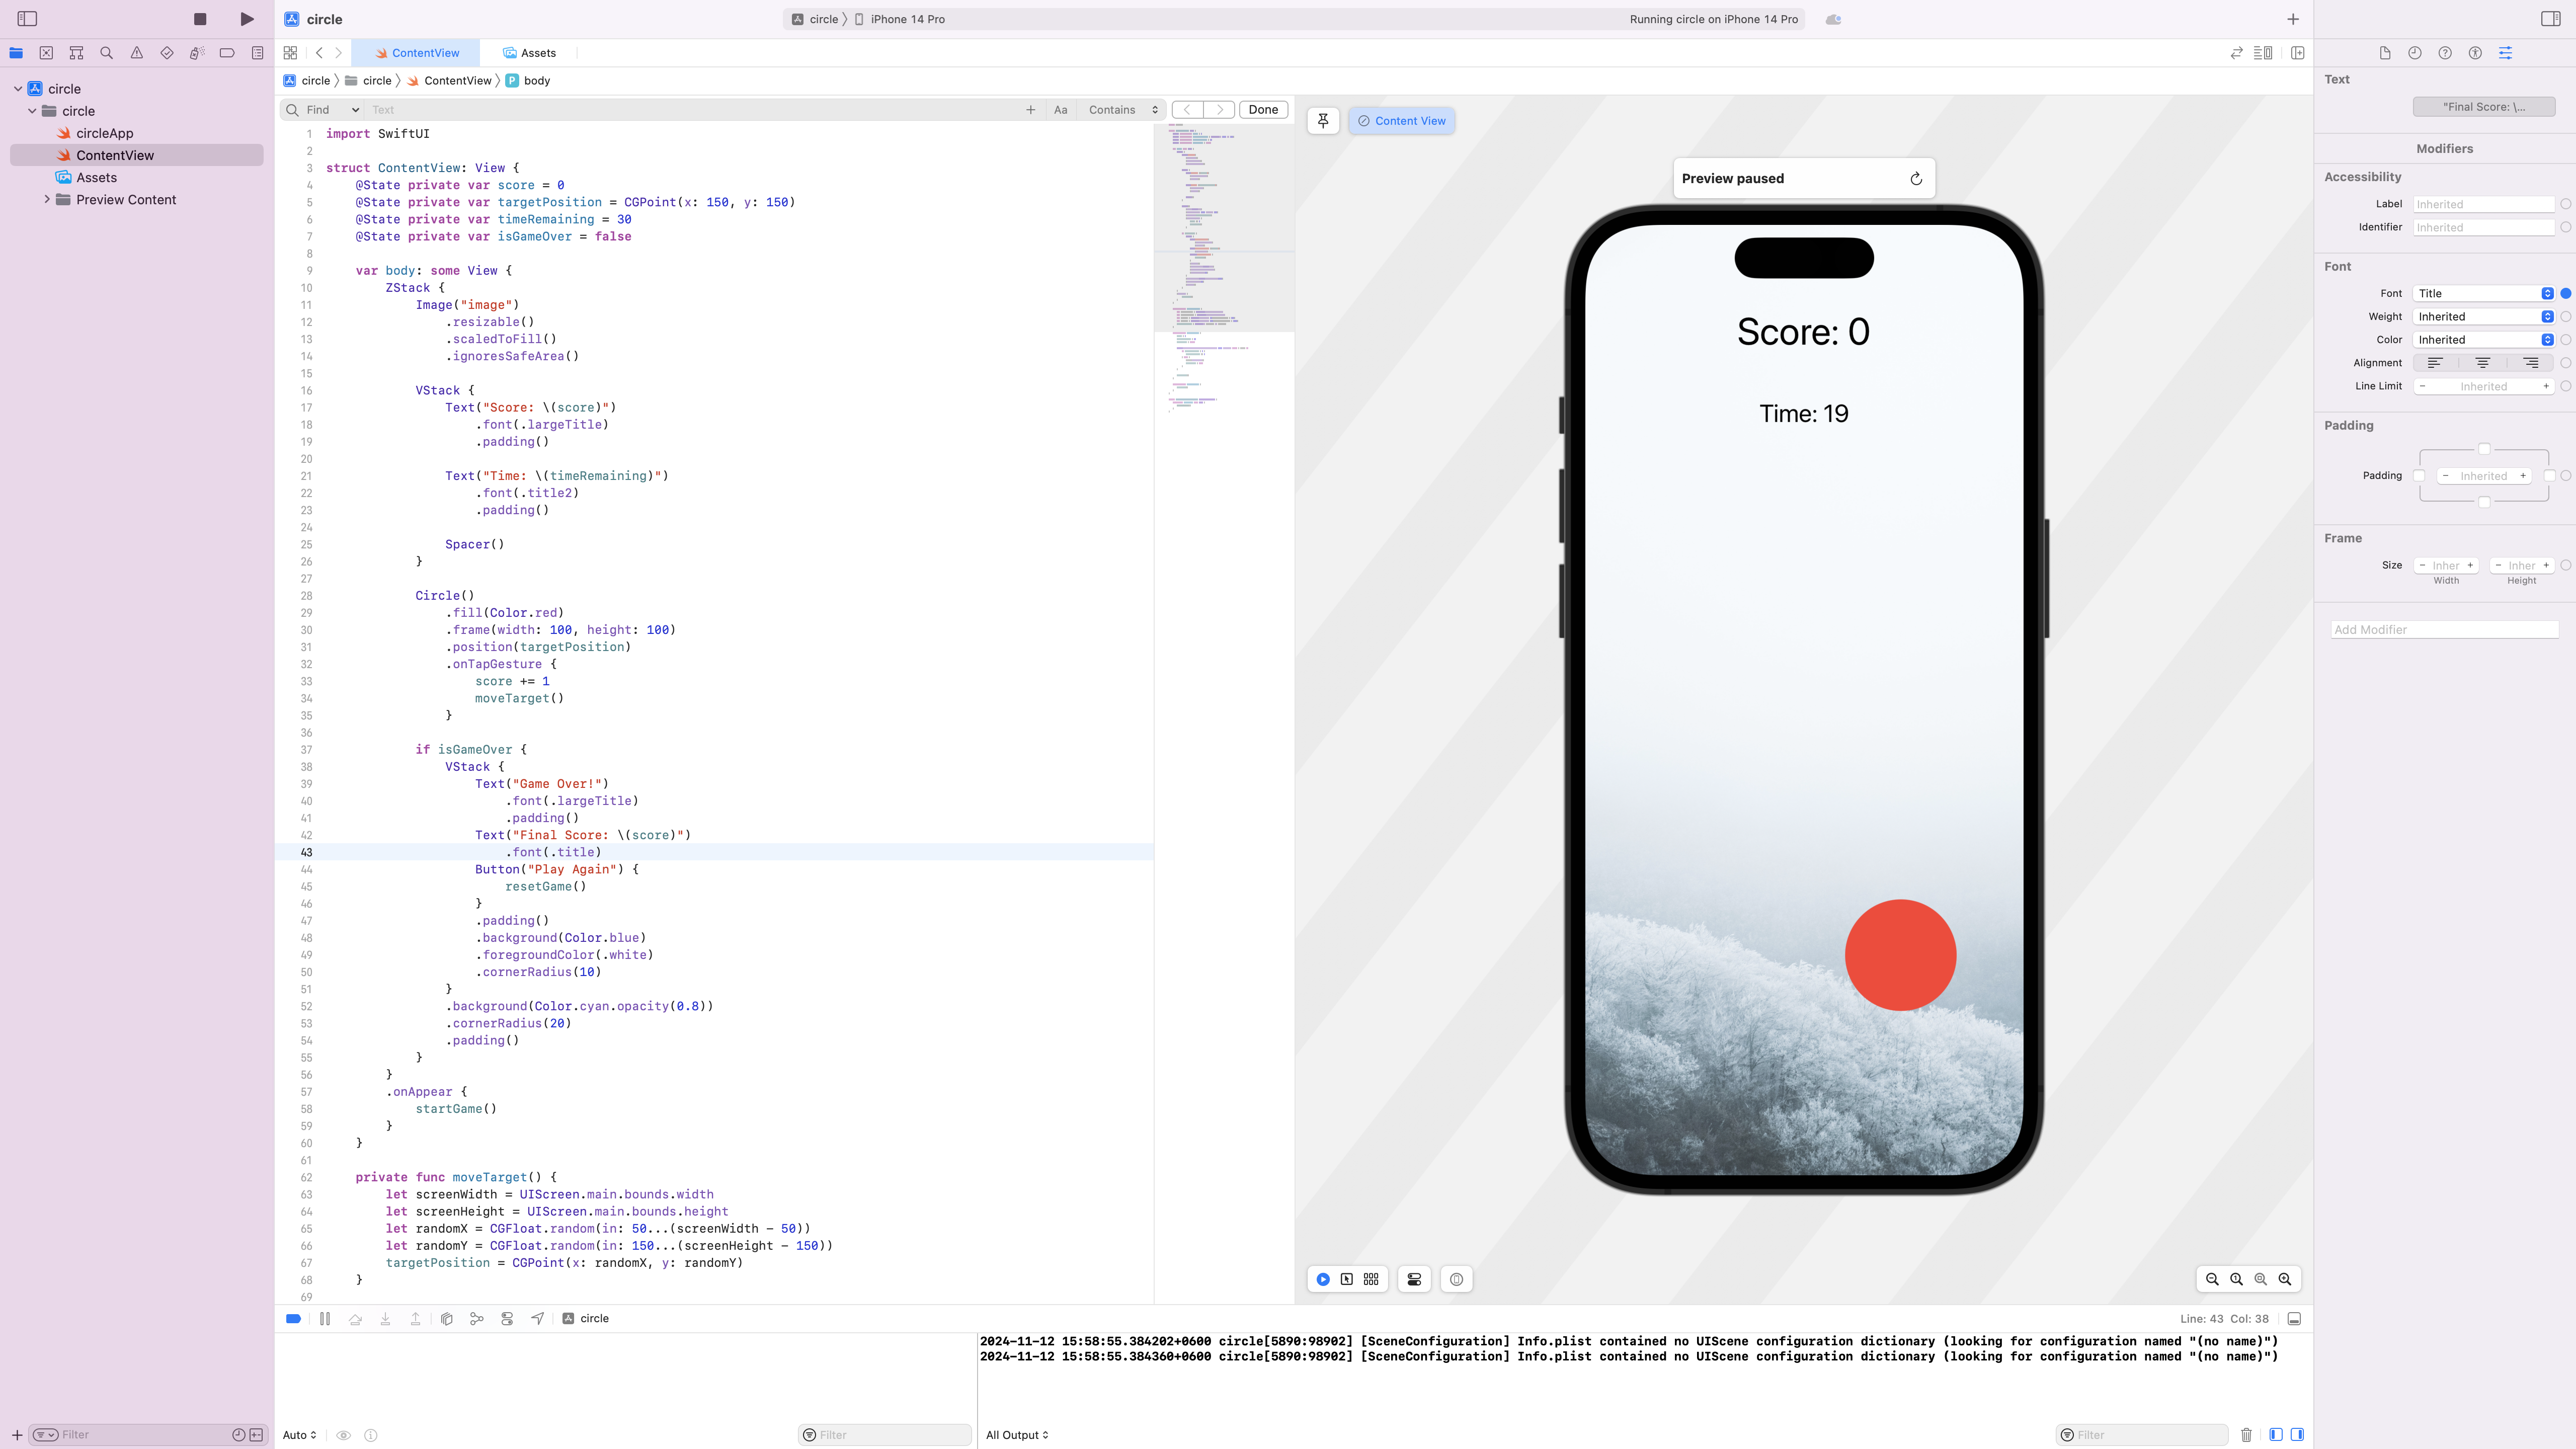 circle
circle
iPhone 14 Pro
Running circle on iPhone 14 Pro
ContentView
Assets
circle
circle
ContentView
P
body
circle
circle
circleApp
ContentView
Assets
Preview Content
Find
Text
Aa
Contains
Done
1 import SwiftUI
2
3 struct ContentView: View {
4 @State private var score = 0
5 @State private var targetPosition = CGPoint(x: 150, y: 150)
6 @State private var timeRemaining = 30
7 @State private var isGameOver = false
8
9 var body: some View {
10 ZStack {
11 Image("image")
12 .resizable()
13 .scaledToFill()
14 .ignoresSafeArea()
15
16 VStack {
17 Text("Score: \(score)")
18 .font(.largeTitle)
19 .padding()
20
21 Text("Time: \(timeRemaining)")
22 .font(.title2)
23 .padding()
24
25 Spacer()
26 }
27
28 Circle()
29 .fill(Color.red)
30 .frame(width: 100, height: 100)
31 .position(targetPosition)
32 .onTapGesture {
33 score += 1
34 moveTarget()
35 }
36
37 if isGameOver {
38 VStack {
39 Text("Game Over!")
40 .font(.largeTitle)
41 .padding()
42 Text("Final Score: \(score)")
43 .font(.title)
44 Button("Play Again") {
45 resetGame()
46 }
47 .padding()
48 .background(Color.blue)
49 .foregroundColor(.white)
50 .cornerRadius(10)
51 }
52 .background(Color.cyan.opacity(0.8))
53 .cornerRadius(20)
54 .padding()
55 }
56 }
57 .onAppear {
58 startGame()
59 }
60 }
61
62 private func moveTarget() {
63 let screenWidth = UIScreen.main.bounds.width
64 let screenHeight = UIScreen.main.bounds.height
65 let randomX = CGFloat.random(in: 50...(screenWidth - 50))
66 let randomY = CGFloat.random(in: 150...(screenHeight - 150))
67 targetPosition = CGPoint(x: randomX, y: randomY)
68 }
69
Content View
Preview paused
Score: 0
Time: 19
Text
"Final Score: \...
Modifiers
Accessibility
Label Inherited
Identifier Inherited
Font
Font Title
Weight Inherited
Color Inherited
Alignment
Line Limit − Inherited +
Padding
Padding − Inherited +
Frame
Size − Inher + − Inher +
Width Height
Add Modifier
circle
Line: 43 Col: 38
2024-11-12 15:58:55.384202+0600 circle[5890:98902] [SceneConfiguration] Info.plist contained no UIScene configuration dictionary (looking for configuration named "(no name)")
2024-11-12 15:58:55.384360+0600 circle[5890:98902] [SceneConfiguration] Info.plist contained no UIScene configuration dictionary (looking for configuration named "(no name)")
Filter
Auto
Filter
All Output
Filter